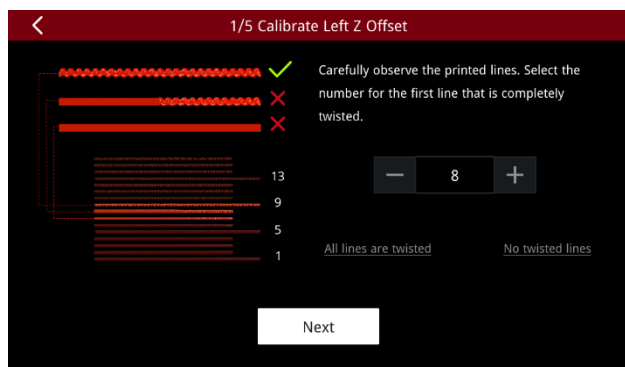 1/5 Calibrate Left Z Offset
Carefully observe the printed lines. Select the
number for the first line that is completely
twisted.
13
9
5
1
8
All lines are twisted
No twisted lines
Next